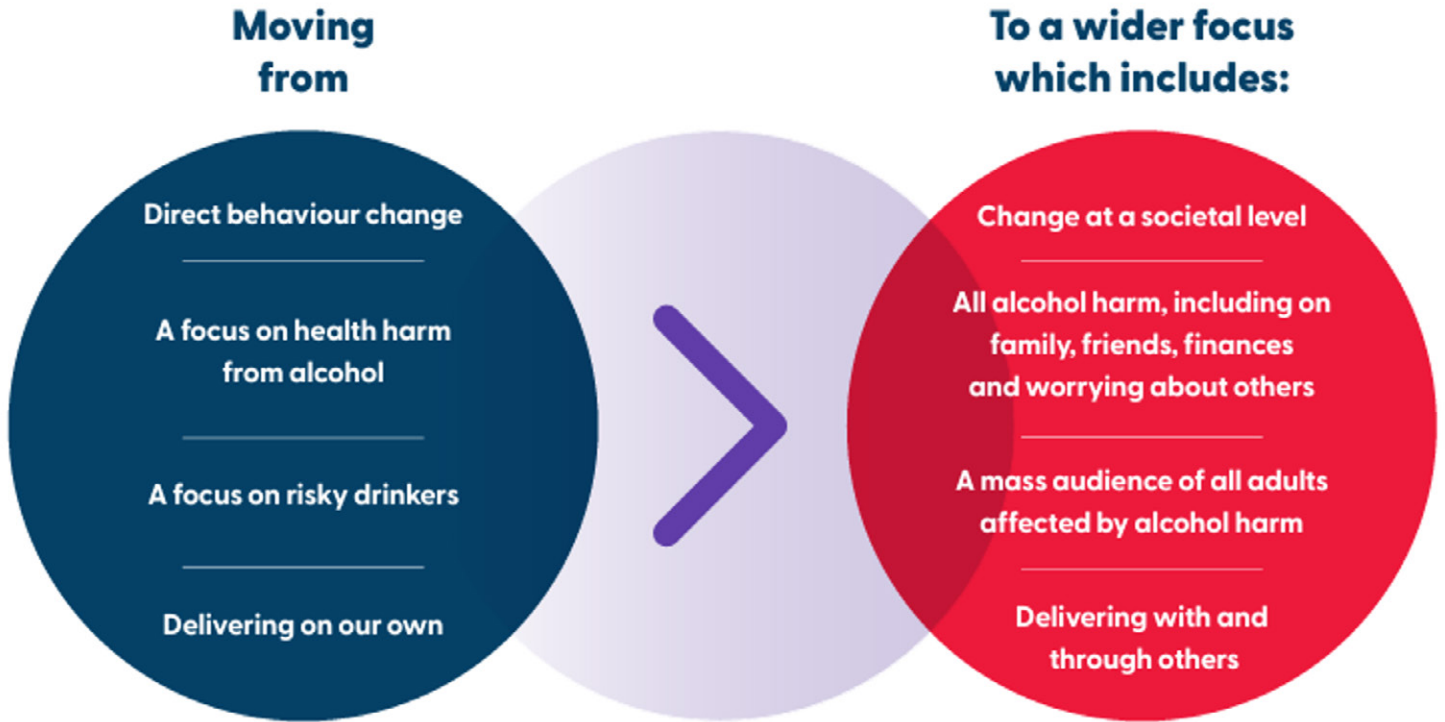 Moving
from
Direct behaviour change
A focus on health harm
from alcohol
A focus on risky drinkers
Delivering on our own
To a wider focus
which includes:
Change at a societal level
All alcohol harm, including on
family, friends, finances
and worrying about others
A mass audience of all adults
affected by alcohol harm
Delivering with and
through others